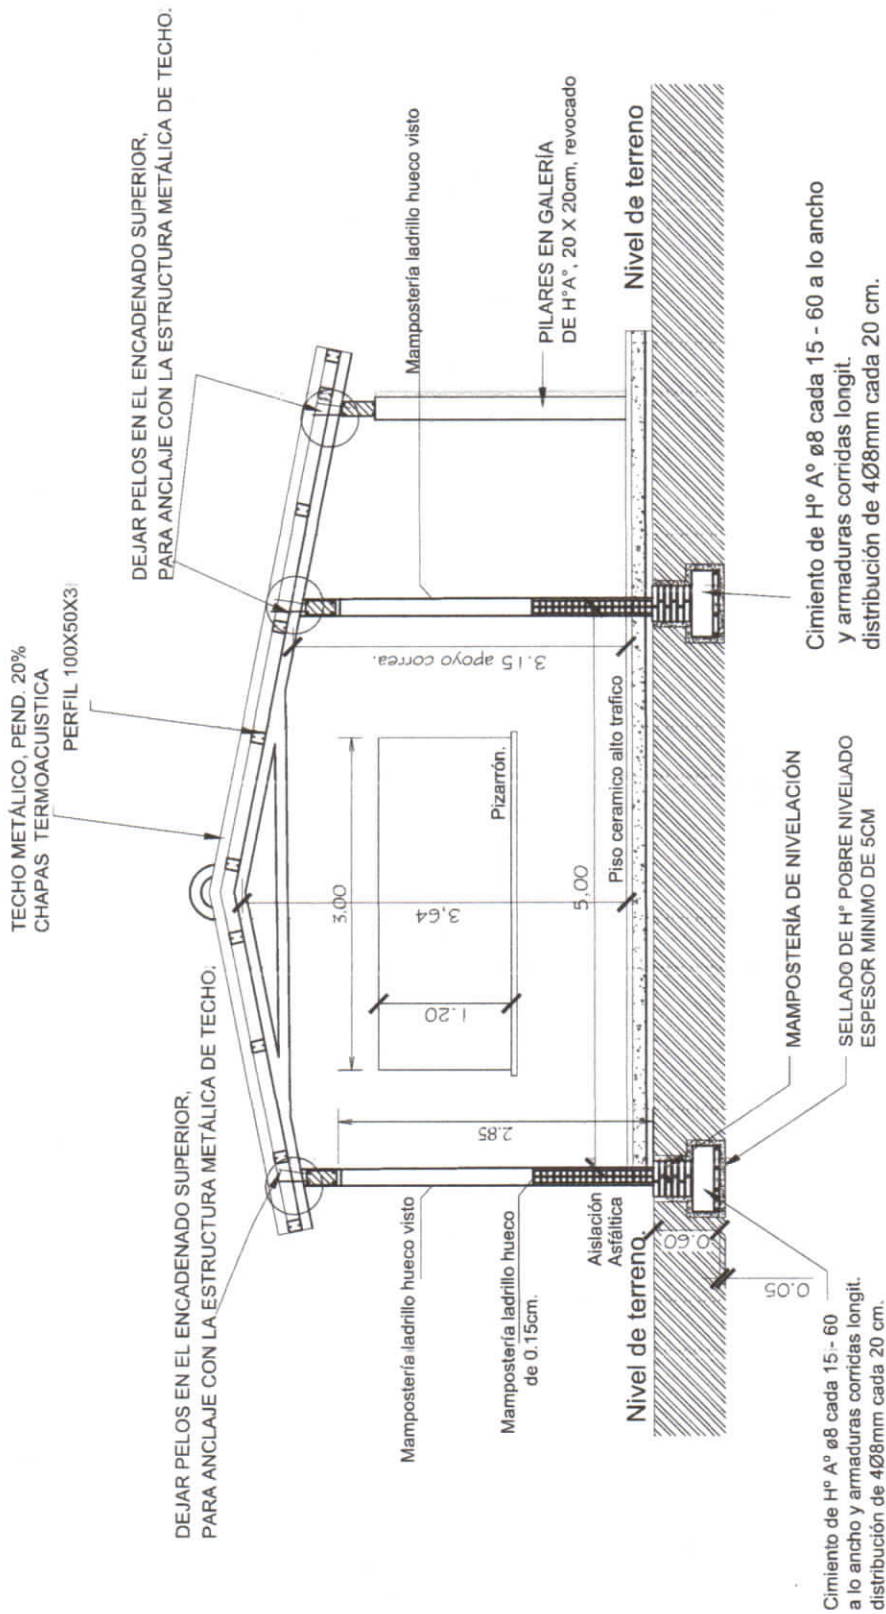 TECHO METÁLICO, PEND. 20%
CHAPAS TERMOACUISTICA
PERFIL 100X50X3
DEJAR PELOS EN EL ENCADENADO SUPERIOR,
PARA ANCLAJE CON LA ESTRUCTURA METÁLICA DE TECHO.
DEJAR PELOS EN EL ENCADENADO SUPERIOR,
PARA ANCLAJE CON LA ESTRUCTURA METÁLICA DE TECHO.
Mampostería ladrillo hueco visto
Mampostería ladrillo hueco
de 0.15cm.
Aislación
Asfáltica
Nivel de terreno.
2.85
3,00
3,64
1.20
Pizarrón.
5,00
Piso ceramico alto trafico
3.15 apoyo correa.
Mampostería ladrillo hueco visto
PILARES EN GALERÍA
DE H°A°, 20 X 20cm, revocado
Nivel de terreno
0.60
0.05
Cimiento de Hº Aº ø8 cada 15 - 60
a lo ancho y armaduras corridas longit.
distribución de 4Ø8mm cada 20 cm.
MAMPOSTERÍA DE NIVELACIÓN
SELLADO DE H° POBRE NIVELADO
ESPESOR MINIMO DE 5CM
Cimiento de Hº Aº ø8 cada 15 - 60 a lo ancho
y armaduras corridas longit.
distribución de 4Ø8mm cada 20 cm.